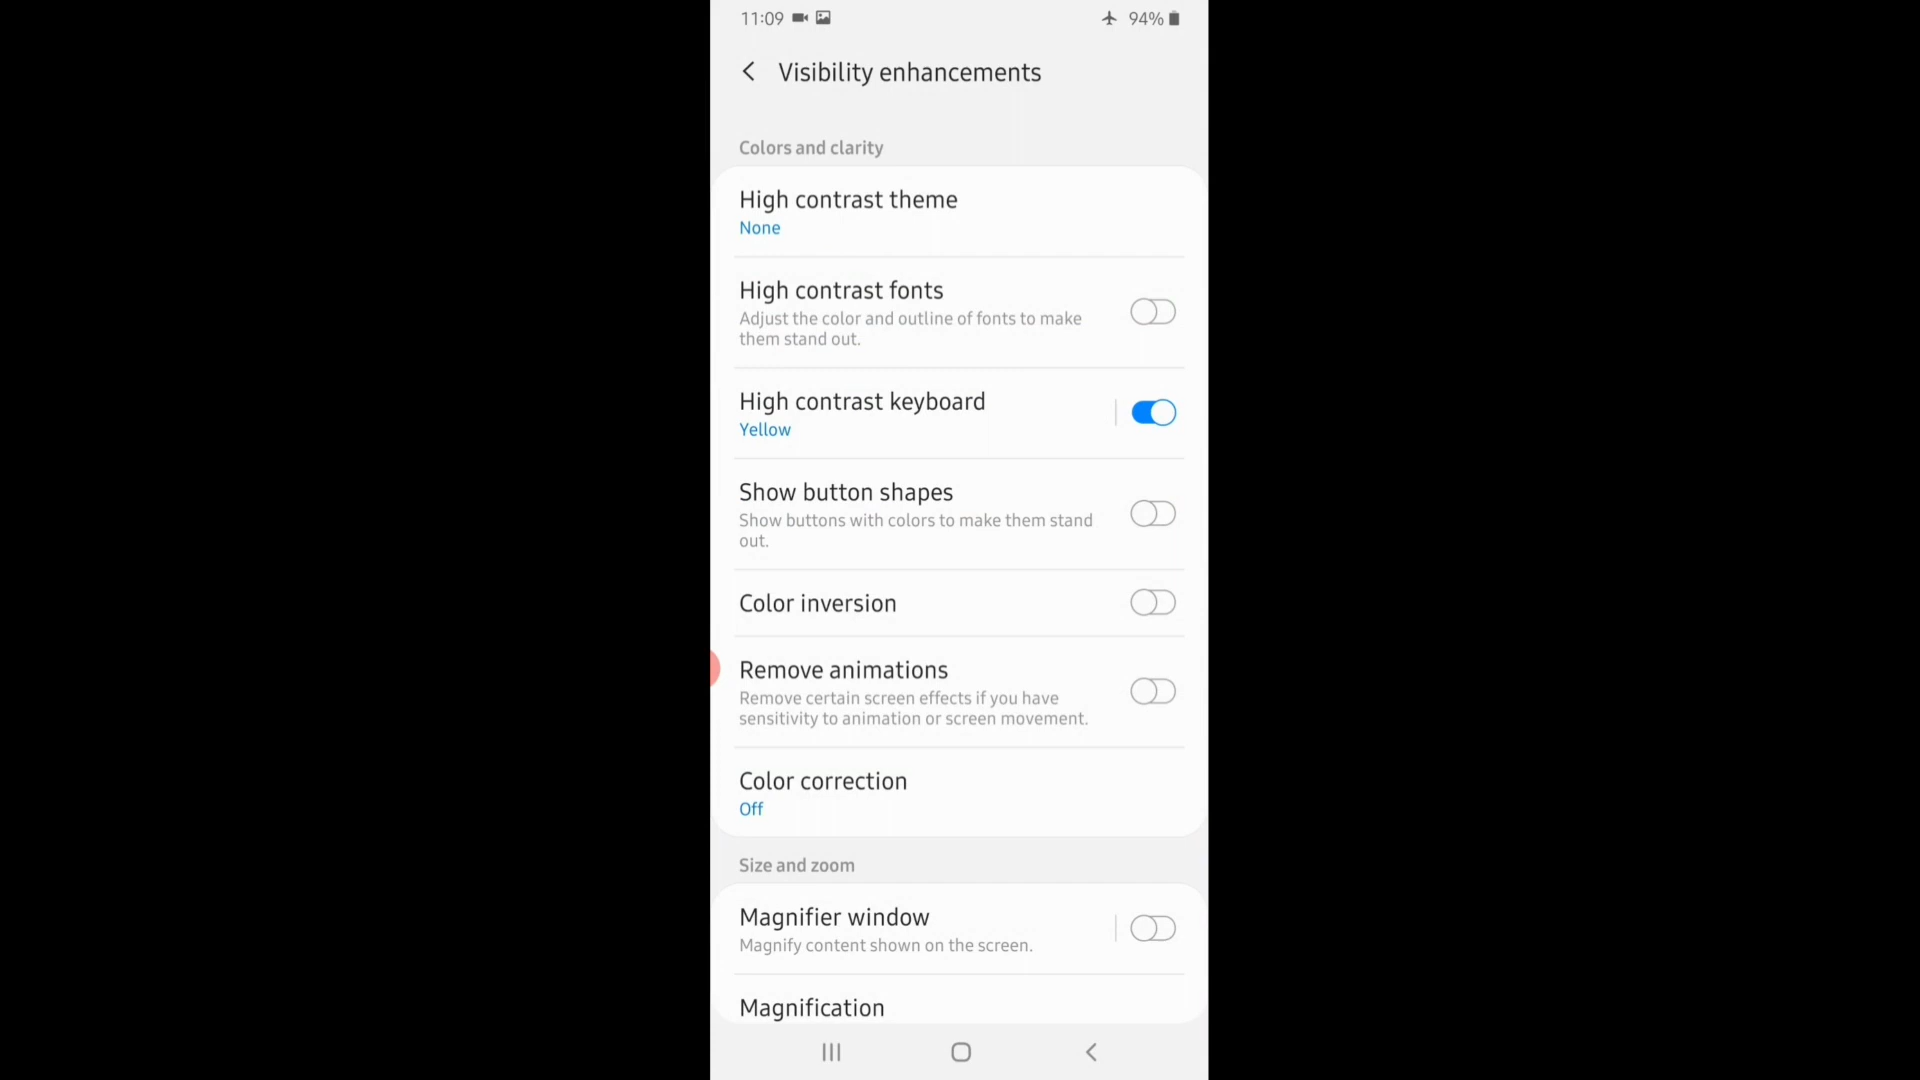 11:09 94%
Visibility enhancements
Colors and clarity
High contrast theme
None
High contrast fonts
Adjust the color and outline of fonts to make
them stand out.
High contrast keyboard
Yellow
Show button shapes
Show buttons with colors to make them stand
out.
Color inversion
Remove animations
Remove certain screen effects if you have
sensitivity to animation or screen movement.
Color correction
Off
Size and zoom
Magnifier window
Magnify content shown on the screen.
Magnification